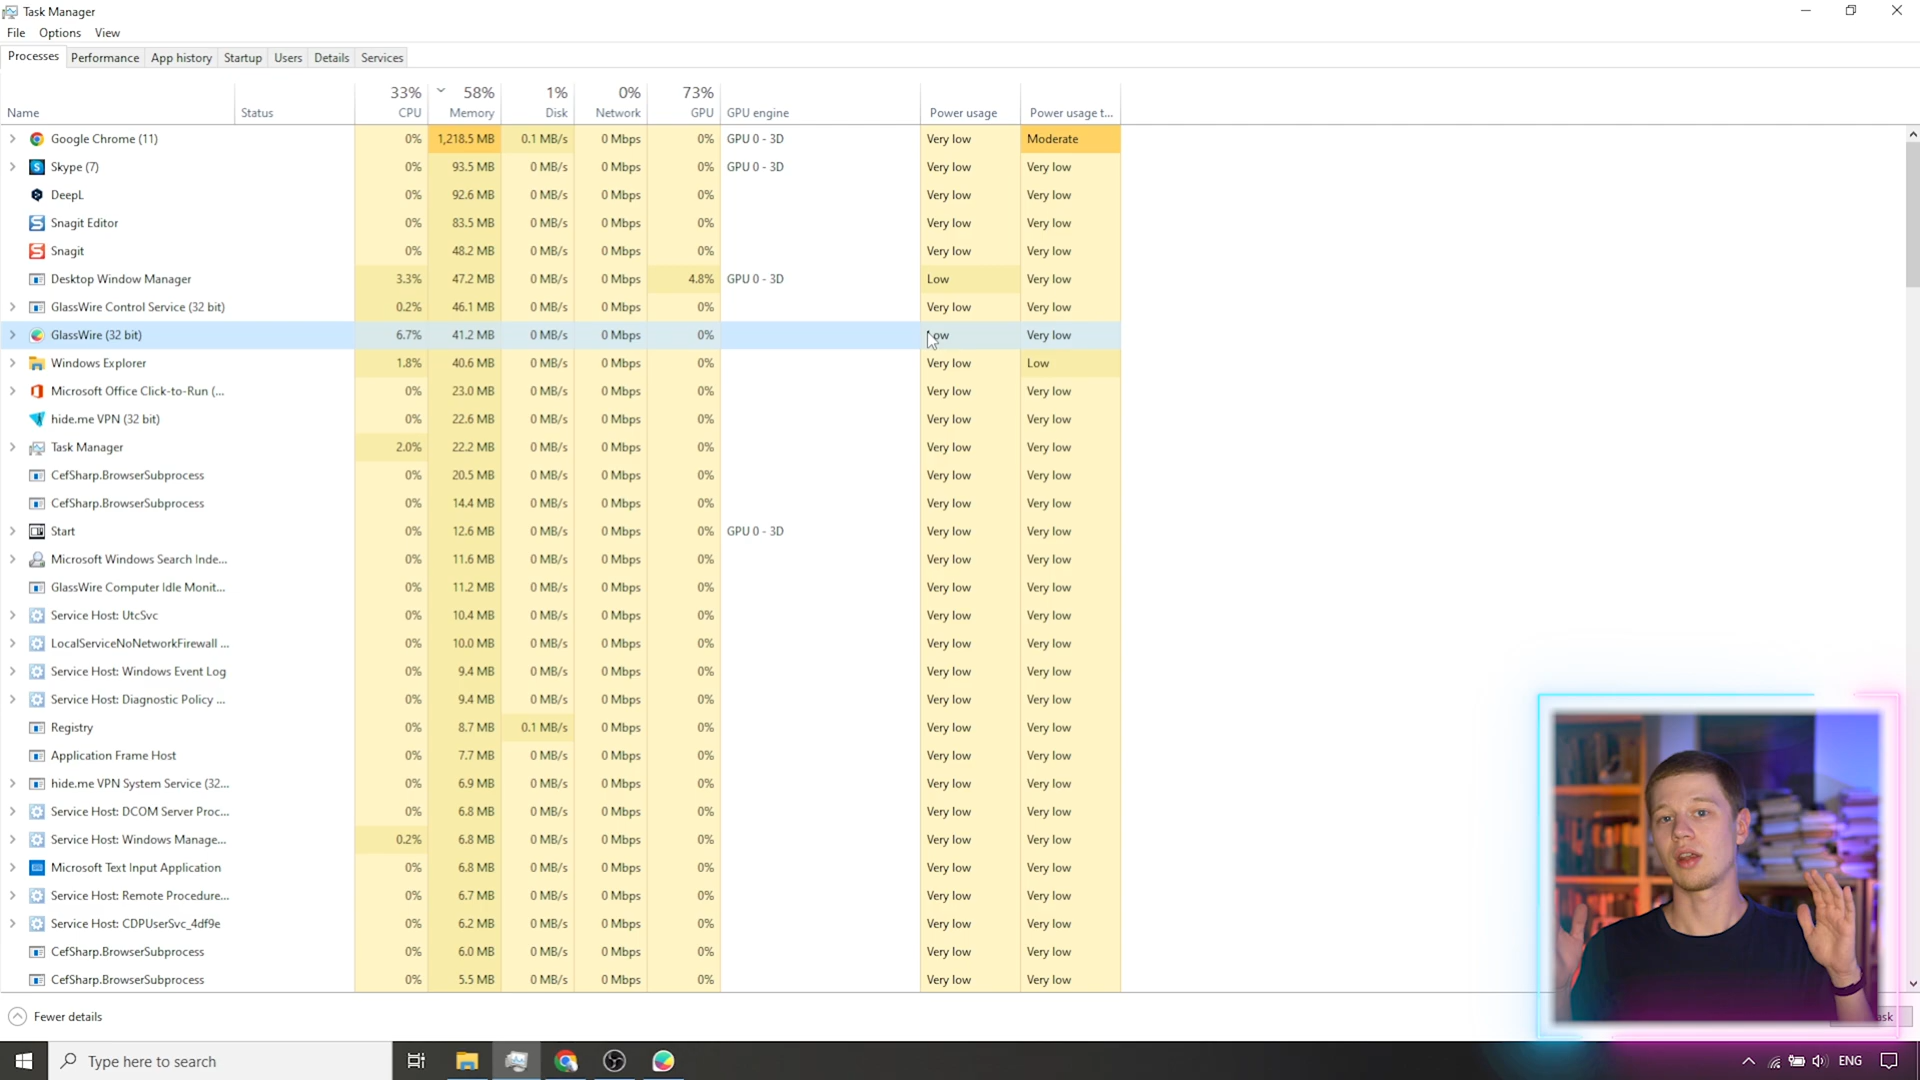 Task Manager
File Options View
Processes Performance App history Startup Users Details Services
33% 58% 1% 0% 73%
Name Status CPU Memory Disk Network GPU GPU engine Power usage Power usage t...
Google Chrome (11) 0% 1,218.5 MB 0.1 MB/s 0 Mbps 0% GPU 0 - 3D Very low Moderate
Skype (7) 0% 93.5 MB 0 MB/s 0 Mbps 0% GPU 0 - 3D Very low Very low
DeepL 0% 92.6 MB 0 MB/s 0 Mbps 0% Very low Very low
Snagit Editor 0% 83.5 MB 0 MB/s 0 Mbps 0% Very low Very low
Snagit 0% 48.2 MB 0 MB/s 0 Mbps 0% Very low Very low
Desktop Window Manager 3.3% 47.2 MB 0 MB/s 0 Mbps 4.8% GPU 0 - 3D Low Very low
GlassWire Control Service (32 bit) 0.2% 46.1 MB 0 MB/s 0 Mbps 0% Very low Very low
GlassWire (32 bit) 6.7% 41.2 MB 0 MB/s 0 Mbps 0% Low Very low
Windows Explorer 1.8% 40.6 MB 0 MB/s 0 Mbps 0% Very low Low
Microsoft Office Click-to-Run (... 0% 23.0 MB 0 MB/s 0 Mbps 0% Very low Very low
hide.me VPN (32 bit) 0% 22.6 MB 0 MB/s 0 Mbps 0% Very low Very low
Task Manager 2.0% 22.2 MB 0 MB/s 0 Mbps 0% Very low Very low
CefSharp.BrowserSubprocess 0% 20.5 MB 0 MB/s 0 Mbps 0% Very low Very low
CefSharp.BrowserSubprocess 0% 14.4 MB 0 MB/s 0 Mbps 0% Very low Very low
Start 0% 12.6 MB 0 MB/s 0 Mbps 0% GPU 0 - 3D Very low Very low
Microsoft Windows Search Inde... 0% 11.6 MB 0 MB/s 0 Mbps 0% Very low Very low
GlassWire Computer Idle Monit... 0% 11.2 MB 0 MB/s 0 Mbps 0% Very low Very low
Service Host: UtcSvc 0% 10.4 MB 0 MB/s 0 Mbps 0% Very low Very low
LocalServiceNoNetworkFirewall ... 0% 10.0 MB 0 MB/s 0 Mbps 0% Very low Very low
Service Host: Windows Event Log 0% 9.4 MB 0 MB/s 0 Mbps 0% Very low Very low
Service Host: Diagnostic Policy ... 0% 9.4 MB 0 MB/s 0 Mbps 0% Very low Very low
Registry 0% 8.7 MB 0.1 MB/s 0 Mbps 0% Very low Very low
Application Frame Host 0% 7.7 MB 0 MB/s 0 Mbps 0% Very low Very low
hide.me VPN System Service (32... 0% 6.9 MB 0 MB/s 0 Mbps 0% Very low Very low
Service Host: DCOM Server Proc... 0% 6.8 MB 0 MB/s 0 Mbps 0% Very low Very low
Service Host: Windows Manage... 0.2% 6.8 MB 0 MB/s 0 Mbps 0% Very low Very low
Microsoft Text Input Application 0% 6.8 MB 0 MB/s 0 Mbps 0% Very low Very low
Service Host: Remote Procedure... 0% 6.7 MB 0 MB/s 0 Mbps 0% Very low Very low
Service Host: CDPUserSvc_4df9e 0% 6.2 MB 0 MB/s 0 Mbps 0% Very low Very low
CefSharp.BrowserSubprocess 0% 6.0 MB 0 MB/s 0 Mbps 0% Very low Very low
CefSharp.BrowserSubprocess 0% 5.5 MB 0 MB/s 0 Mbps 0% Very low Very low
Fewer details
Type here to search
ENG